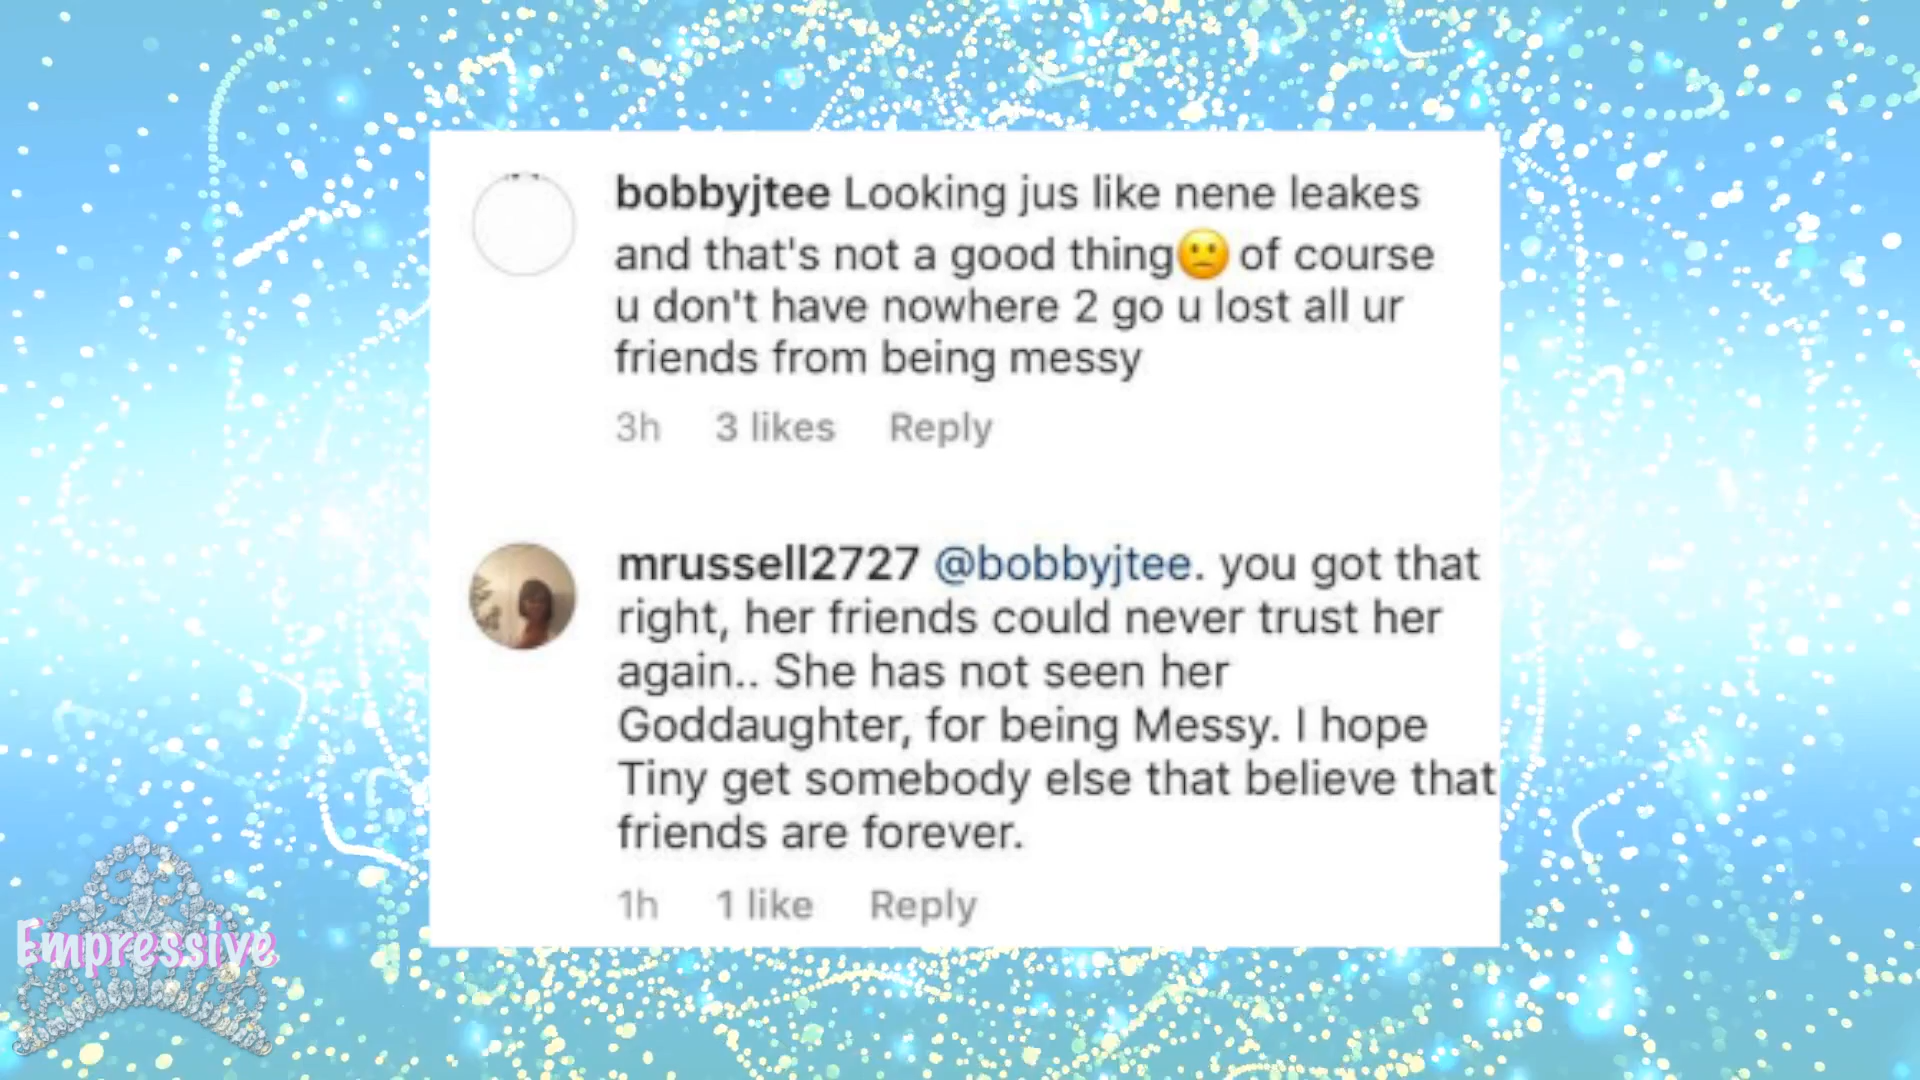 bobbyjtee Looking jus like nene leakes
and that's not a good thing🙁 of course
u don't have nowhere 2 go u lost all ur
friends from being messy
3h 3 likes Reply
mrussell2727 @bobbyjtee. you got that
right, her friends could never trust her
again.. She has not seen her
Goddaughter, for being Messy. I hope
Tiny get somebody else that believe that
friends are forever.
1h 1 like Reply
Empressive